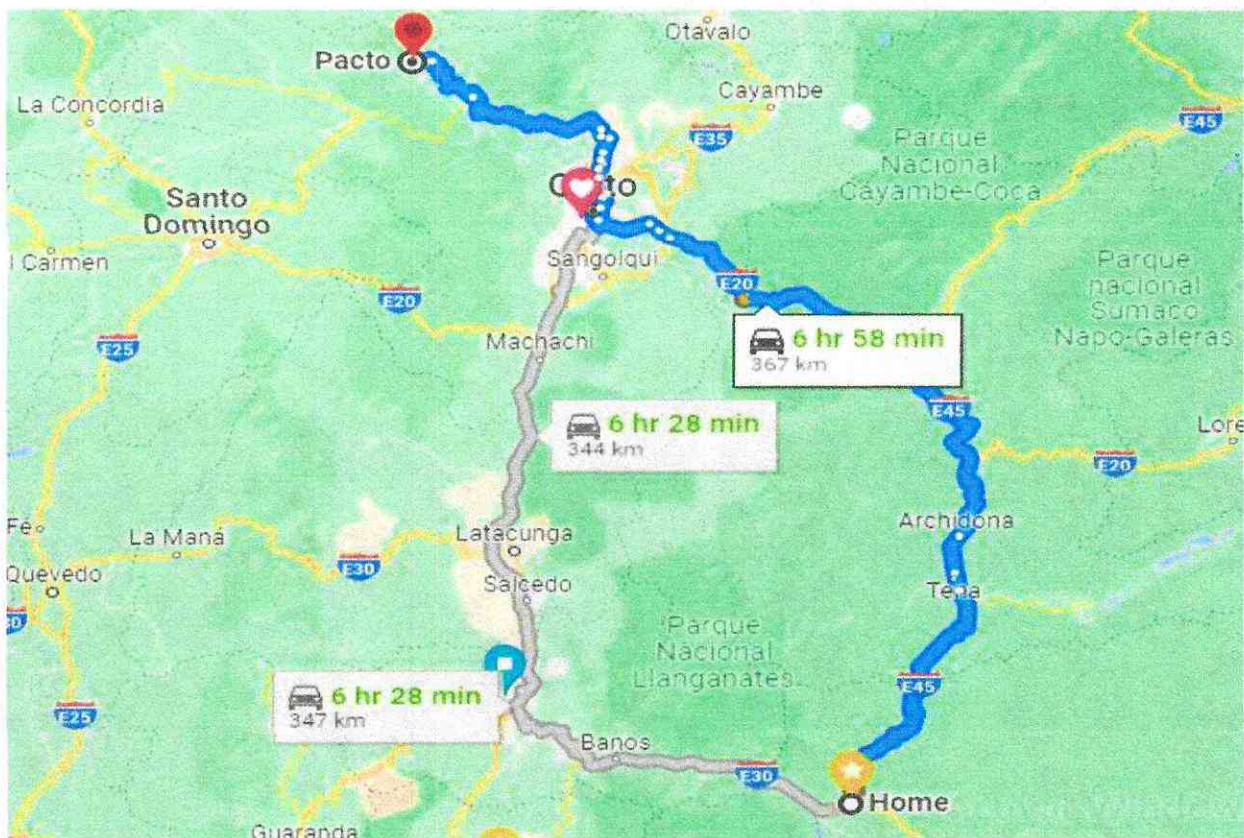 Otavalo
Pacto
La Concordia
Cayambe
E45
E35
Parque
Nacional
Cayambe-Coca
Santo
Domingo
Carmen
Sangolqui
E20
E20
Parque
nacional
Sumaco
Napo-Galeras
E25
Machachi
6 hr 58 min
367 km
E45
6 hr 28 min
344 km
Lore
E20
Fé
La Maná
Latacunga
Archidona
E30
Quevedo
Salcedo
Tena
Parque
Nacional
Llanganates
E45
6 hr 28 min
347 km
E25
Banos
E30
Home
Guaranda